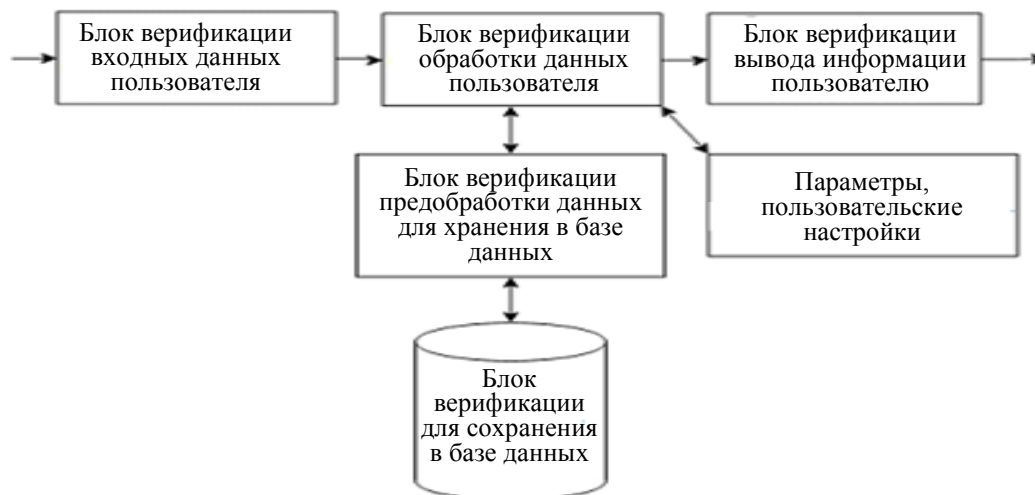 Блок верификации
входных данных
пользователя
Блок верификации
обработки данных
пользователя
Блок верификации
вывода информации
пользователю
Блок верификации
предобработки данных
для хранения в базе
данных
Параметры,
пользовательские
настройки
Блок
верификации
для сохранения
в базе данных